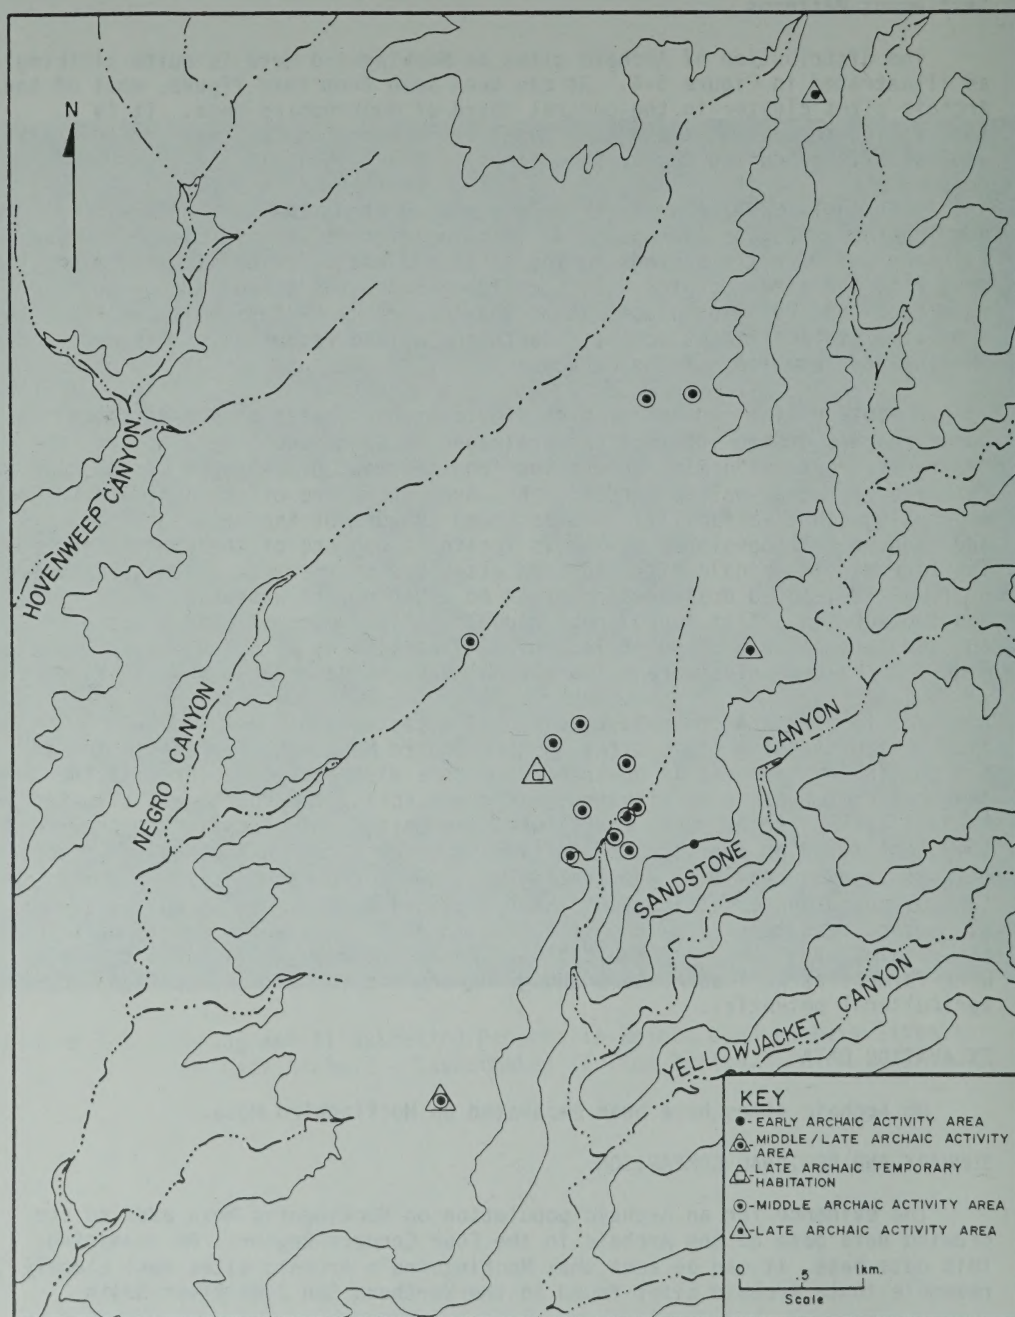 N
HOVENWEEP CANYON
NEGRO CANYON
SANDSTONE CANYON
YELLOWJACKET CANYON
KEY
- EARLY ARCHAIC ACTIVITY AREA
- MIDDLE/LATE ARCHAIC ACTIVITY
AREA
- LATE ARCHAIC TEMPORARY
HABITATION
- MIDDLE ARCHAIC ACTIVITY AREA
- LATE ARCHAIC ACTIVITY AREA
0 .5 1km.
Scale